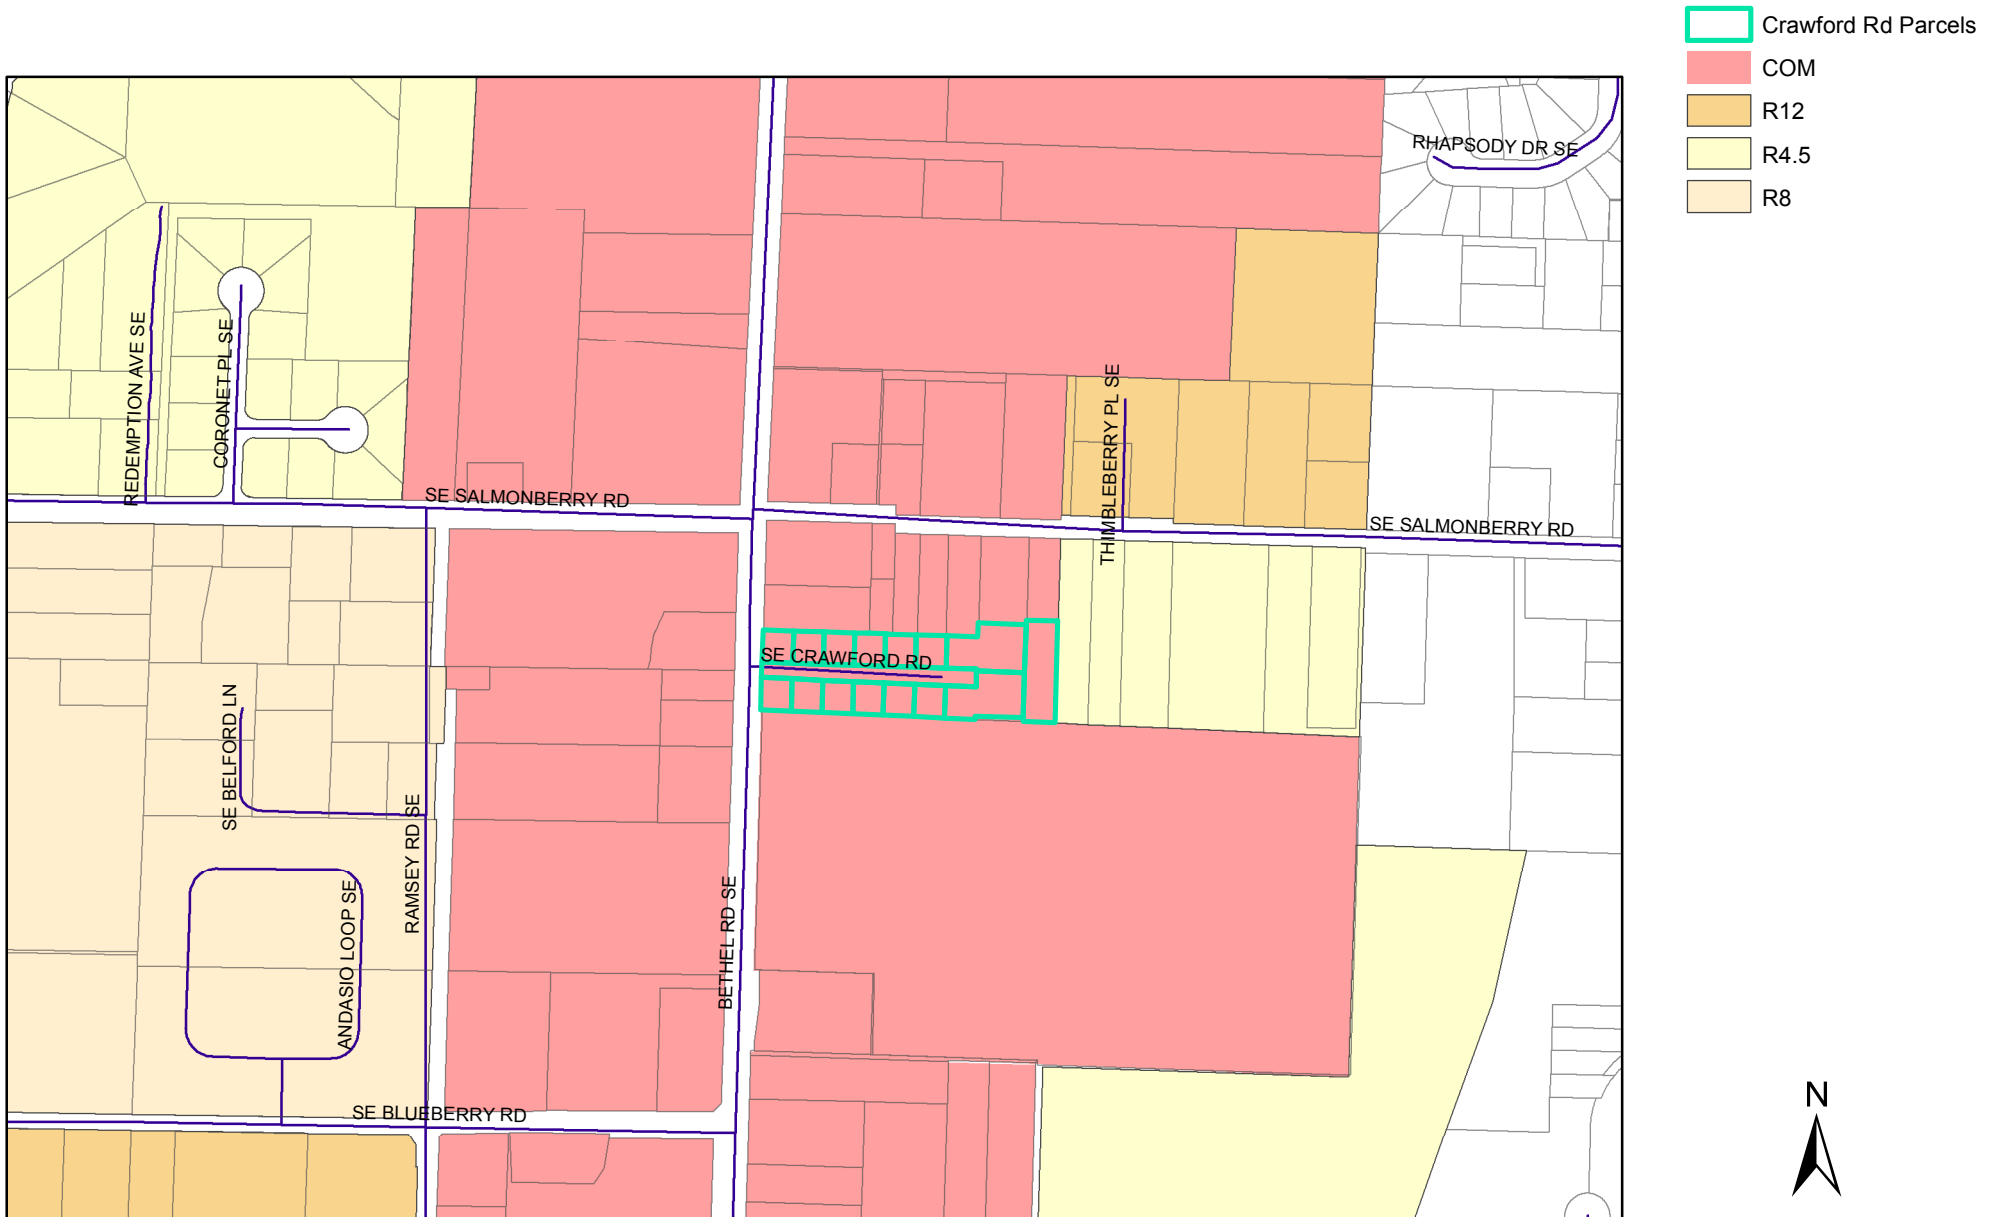 Crawford Rd Parcels
COM
R12
R4.5
R8
RHAPSODY DR SE
REDEMPTION AVE SE
CORONET PL SE
THIMBLEBERRY PL SE
SE SALMONBERRY RD
SE SALMONBERRY RD
SE CRAWFORD RD
SE BELFORD LN
RAMSEY RD SE
ANDASIO LOOP SE
BETHEL RD SE
SE BLUEBERRY RD
N